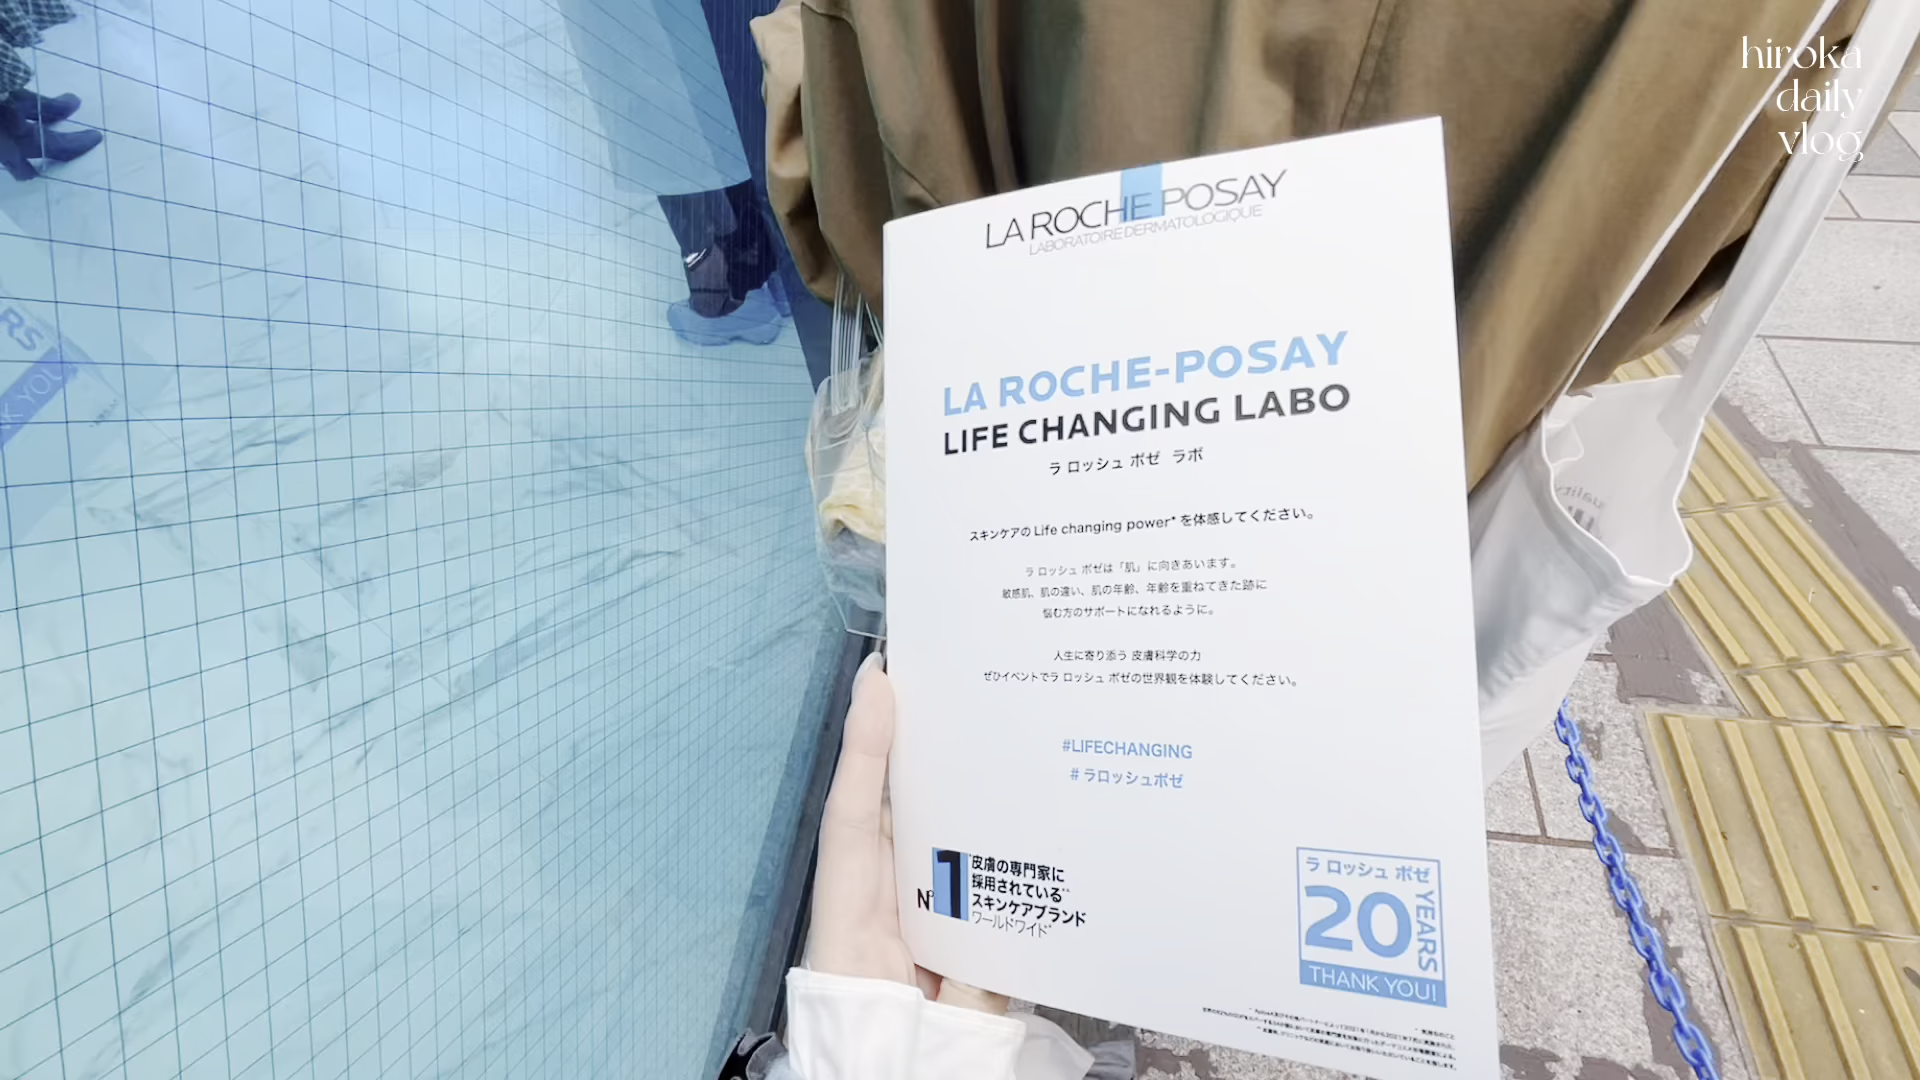 hiroka
daily
vlog
LA ROCHE POSAY
LABORATOIRE DERMATOLOGIQUE
LA ROCHE-POSAY
LIFE CHANGING LABO
ラ ロッシュ ポゼ ラボ
スキンケアの Life changing power* を体感してください。
ラ ロッシュ ポゼは「肌」に向きあいます。
敏感肌、肌の違い、肌の年齢、年齢を重ねてきた跡に
悩む方のサポートになれるように。
人生に寄り添う 皮膚科学の力
ぜひイベントでラ ロッシュ ポゼの世界観を体験してください。
#LIFECHANGING
# ラロッシュポゼ
Nº1
皮膚の専門家に
採用されている**
スキンケアブランド
ワールドワイド**
ラ ロッシュ ポゼ
20
YEARS
THANK YOU!
RS
K YOU